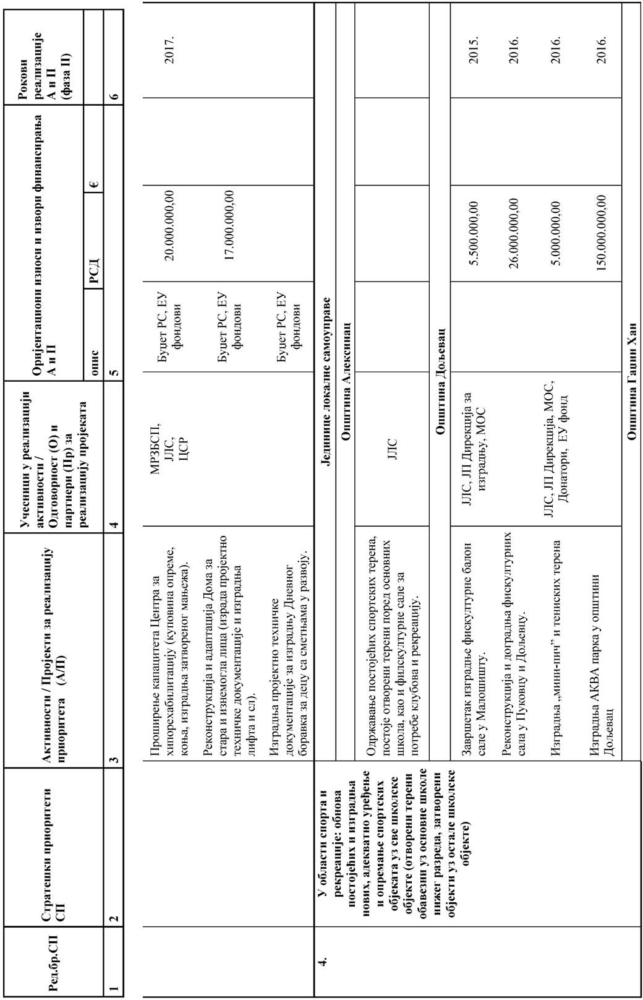 Ред.бр.СП
Стратешки приоритети
СП
Активности / Пројекти за реализацију
приоритета (А/П)
Учесници у реализацији
активности /
Одговорност (О) и
партнери (Пр) за
реализацију пројеката
Оријентациони износи и извори финансирања
А и П
опис
РСД
€
Рокови
реализације
А и П
(фаза II)
1
2
3
4
5
6
Проширење капацитета Центра за
хипорехабилитацију (куповина опреме,
коња, изградња затвореног мањежа).
МРЗБСП,
ЈЛС,
ЦСР
Буџет РС, ЕУ
фондови
20.000.000,00
2017.
Реконструкција и адаптација Дома за
стара и изнемогла лица (израда пројектно
техничке документације и изградња
лифта и сл).
Буџет РС, ЕУ
фондови
17.000.000,00
Изградња пројектно техничке
документације за изградњу Дневног
боравка за децу са сметњама у развоју.
Буџет РС, ЕУ
фондови
4.
У области спорта и
рекреације: обнова
постојећих и изградња
нових, адекватно уређење
и опремање спортских
објеката уз све школске
објекте (отворени терени
обавезни уз основне школе
нижег разреда, затворени
објекти уз остале школске
објекте)
Јединице локалне самоуправе
Општина Алексинац
Одржавање постојећих спортских терена,
постоје отворени терени поред основних
школа, као и филскултурне сале за
потребе клубова и рекреацију.
ЈЛС
Општина Дољевац
Завршетак изградње фискултурне балон
сале у Малошишту.
ЈЛС, ЈП Дирекција за
изградњу, МОС
5.500.000,00
2015.
Реконструкција и доградња фискултурних
сала у Пуковцу и Дољевцу.
26.000.000,00
2016.
Изградња „мини-пич” и тениских терена
ЈЛС, ЈП Дирекција, МОС,
Донатори, ЕУ фонд
5.000.000,00
2016.
Изградња АКВА парка у општини
Дољевац
150.000.000,00
2016.
Општина Гаџин Хан